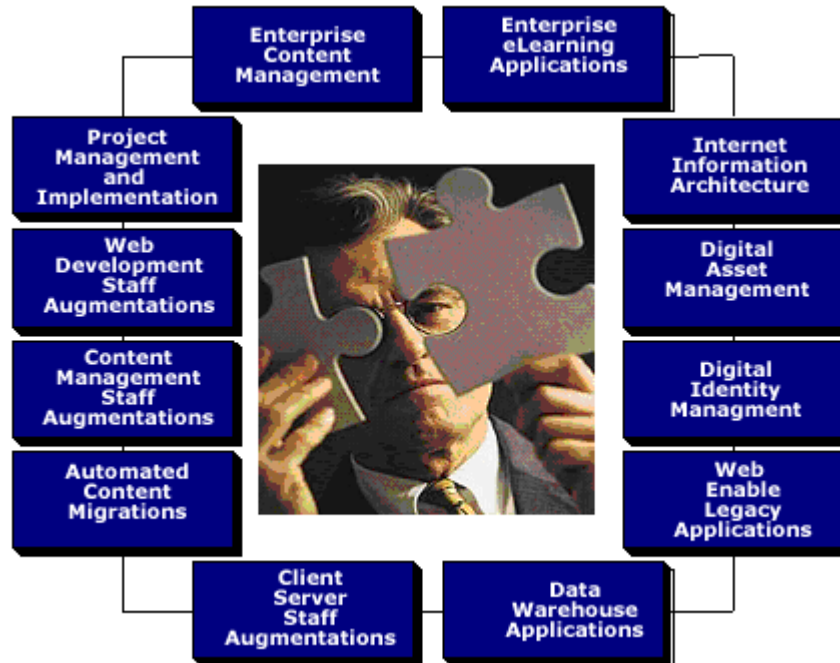 Enterprise
Content
Management
Enterprise
eLearning
Applications
Project
Management
and
Implementation
Internet
Information
Architecture
Web
Development
Staff
Augmentations
Digital
Asset
Management
Content
Management
Staff
Augmentations
Digital
Identity
Managment
Automated
Content
Migrations
Web
Enable
Legacy
Applications
Client
Server
Staff
Augmentations
Data
Warehouse
Applications